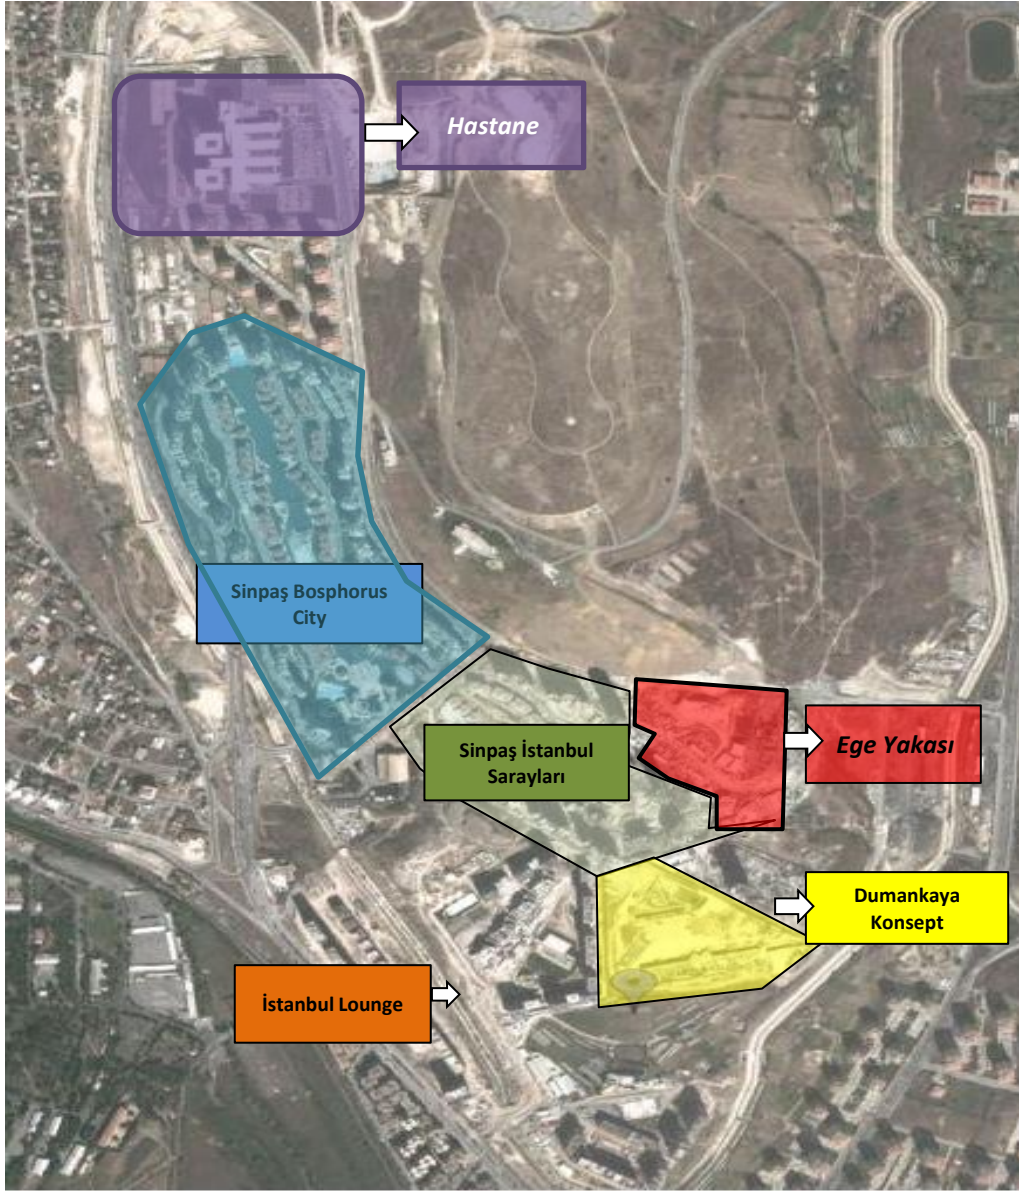 Hastane
Sinpaş Bosphorus
City
Sinpaş İstanbul
Sarayları
Ege Yakası
Dumankaya
Konsept
İstanbul Lounge